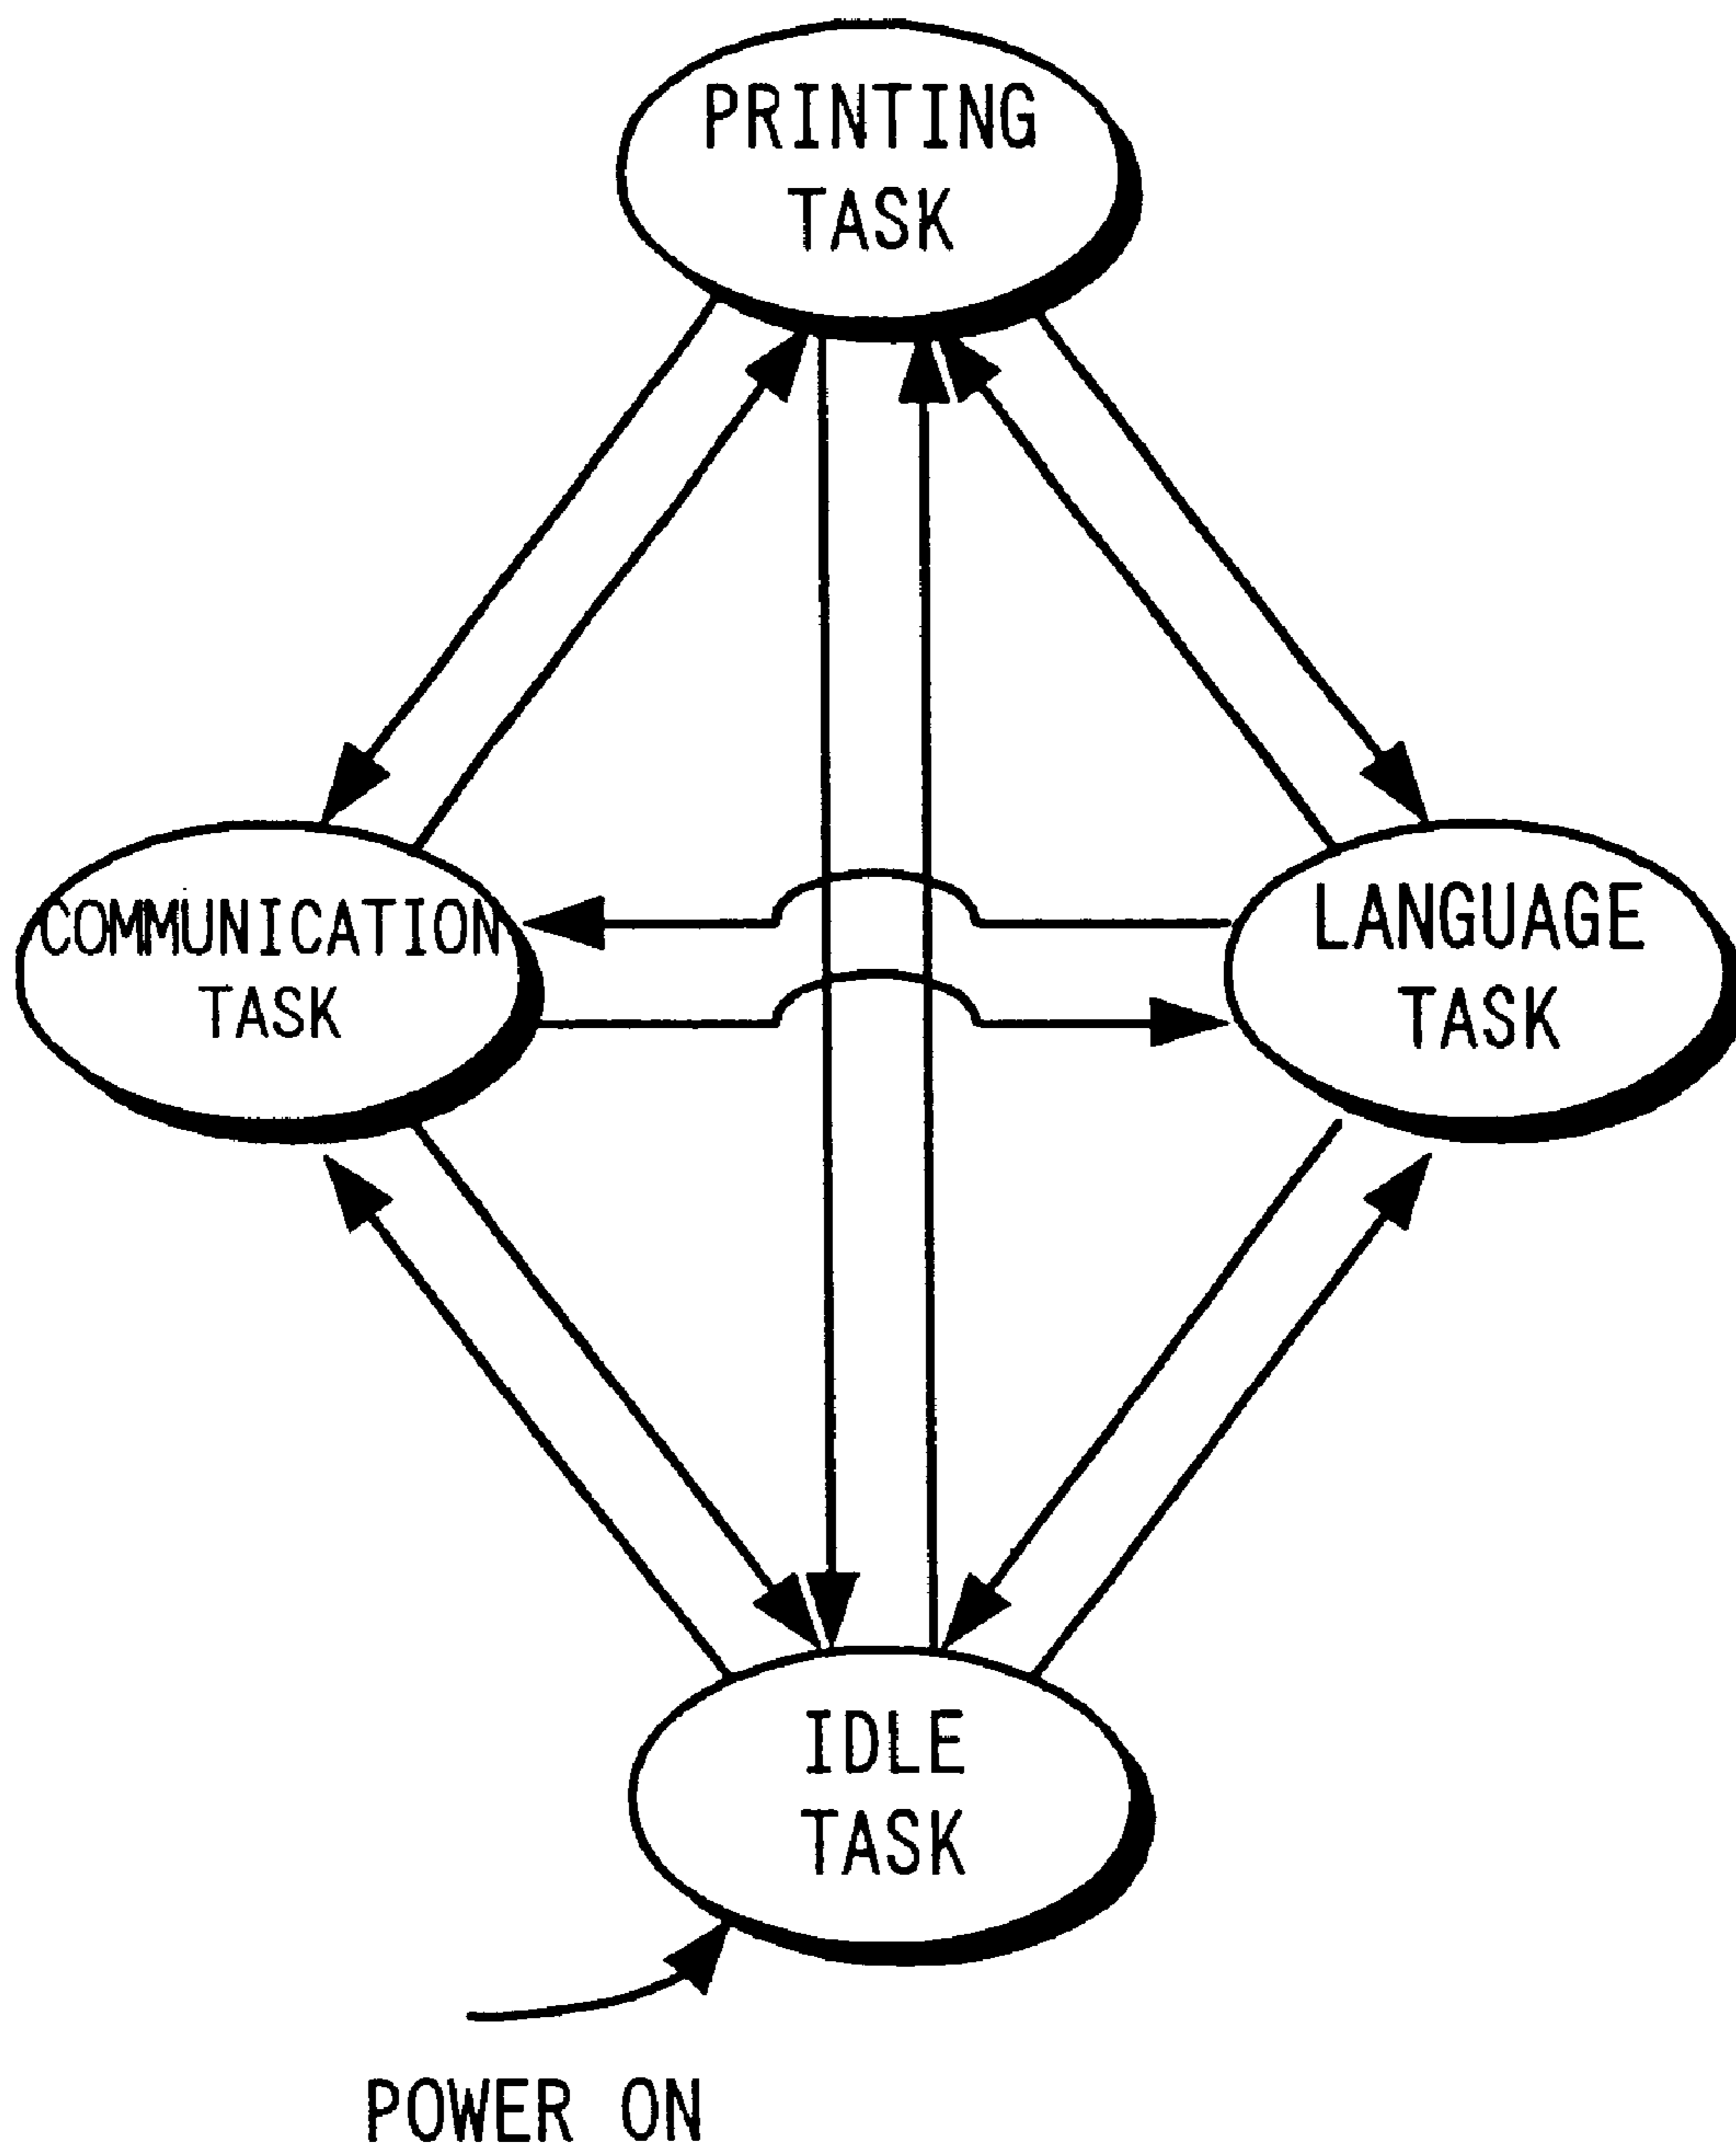 PRINTING
TASK
COMMUNICATION
TASK
LANGUAGE
TASK
IDLE
TASK
POWER ON